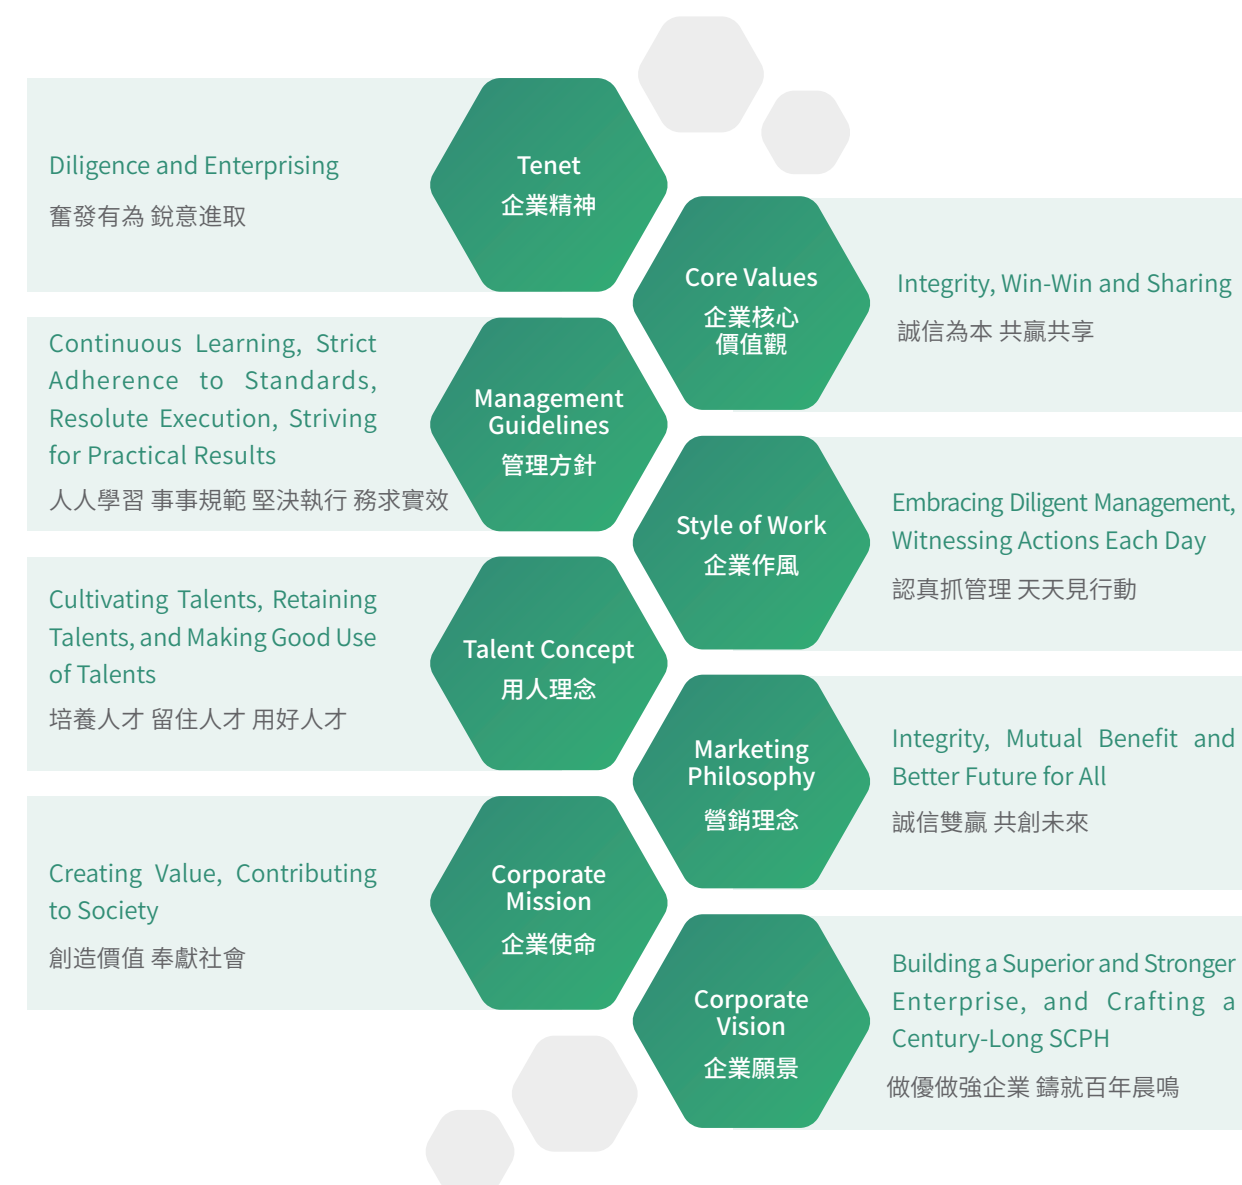 Diligence and Enterprising
奮發有為 銳意進取
Tenet
企業精神
Core Values
企業核心
價值觀
Integrity, Win-Win and Sharing
誠信為本 共贏共享
Continuous Learning, Strict
Adherence to Standards,
Resolute Execution, Striving
for Practical Results
人人學習 事事規範 堅決執行 務求實效
Management
Guidelines
管理方針
Style of Work
企業作風
Embracing Diligent Management,
Witnessing Actions Each Day
認真抓管理 天天見行動
Cultivating Talents, Retaining
Talents, and Making Good Use
of Talents
培養人才 留住人才 用好人才
Talent Concept
用人理念
Marketing
Philosophy
營銷理念
Integrity, Mutual Benefit and
Better Future for All
誠信雙贏 共創未來
Creating Value, Contributing
to Society
創造價值 奉獻社會
Corporate
Mission
企業使命
Corporate
Vision
企業願景
Building a Superior and Stronger
Enterprise, and Crafting a
Century-Long SCPH
做優做強企業 鑄就百年晨鳴